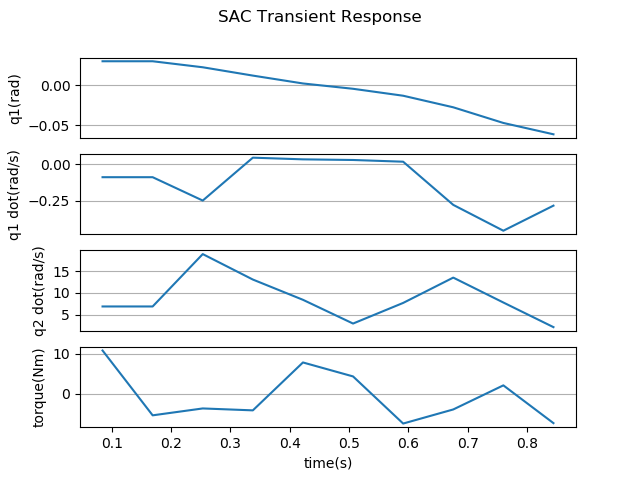 SAC Transient Response
q1(rad)
0.00
−0.05
q1 dot(rad/s)
0.00
−0.25
q2 dot(rad/s)
15
10
5
torque(Nm)
10
0
0.1 0.2 0.3 0.4 0.5 0.6 0.7 0.8
time(s)